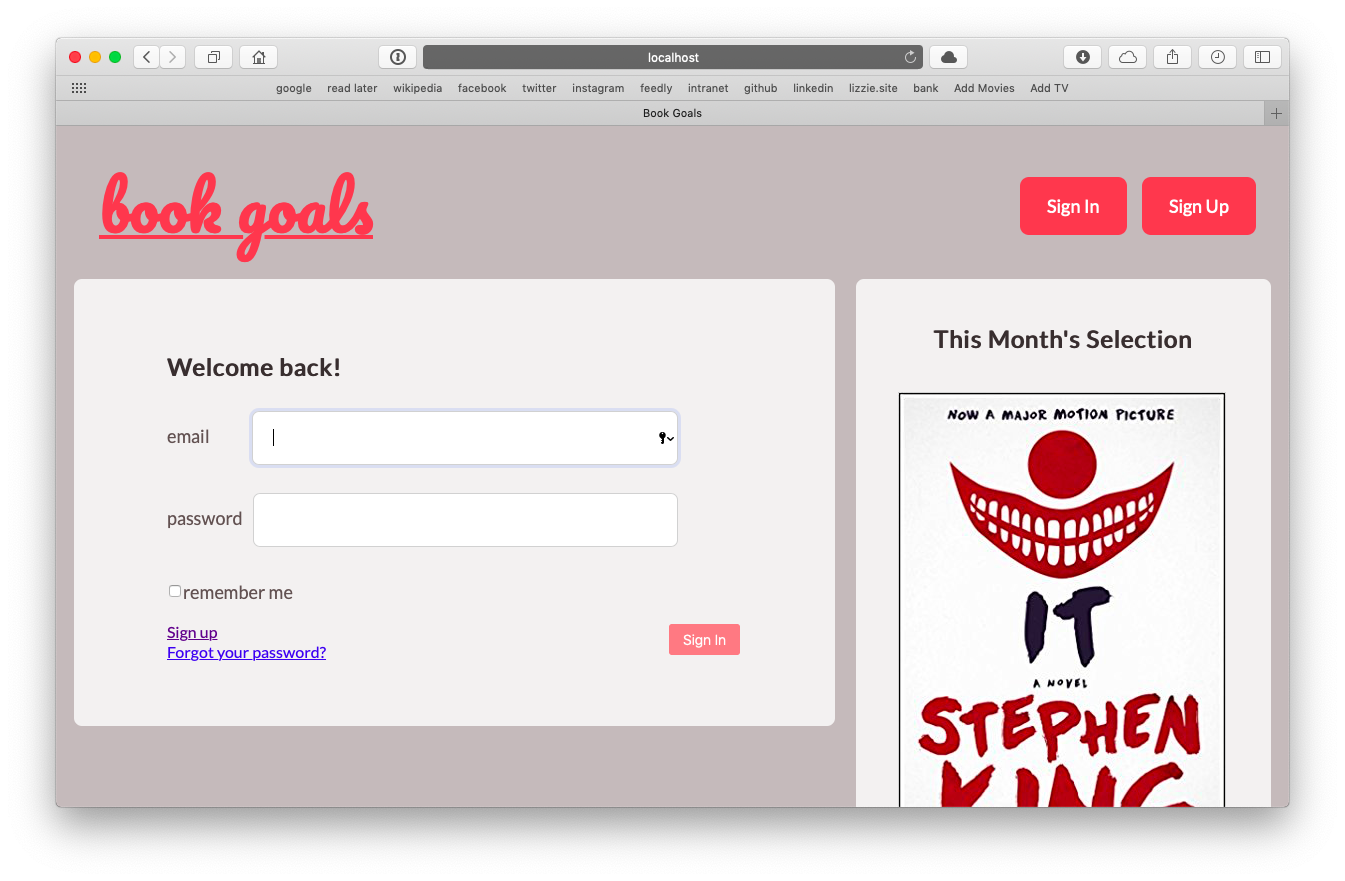 localhost
google read later wikipedia facebook twitter instagram feedly intranet github linkedin lizzie.site bank Add Movies Add TV
Book Goals
book goals
Sign In
Sign Up
Welcome back!
email
password
remember me
Sign up
Forgot your password?
Sign In
This Month's Selection
NOW A MAJOR MOTION PICTURE
IT
A NOVEL
STEPHEN
KING